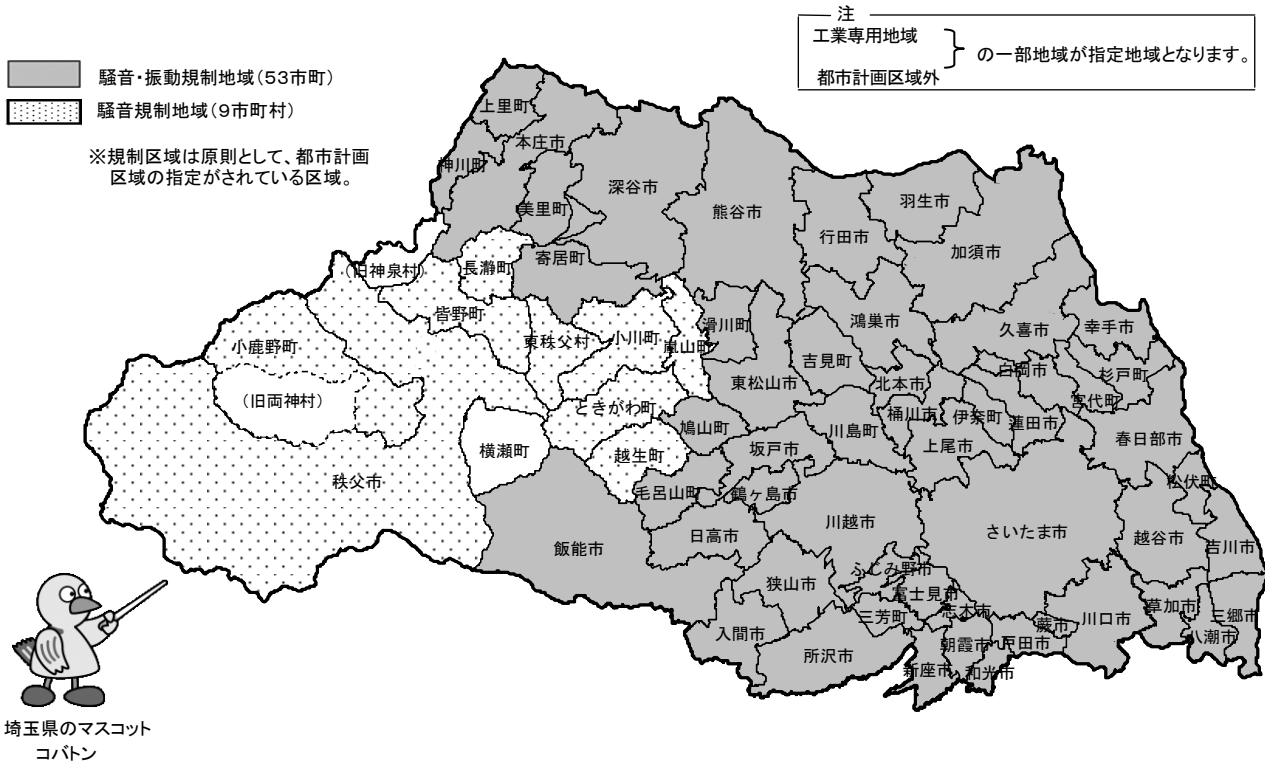 注
工業専用地域
都市計画区域外
の一部地域が指定地域となります。
騒音・振動規制地域(53市町)
騒音規制地域(9市町村)
※規制区域は原則として、都市計画
区域の指定がされている区域。
上里町
本庄市
神川町
美里町
深谷市
熊谷市
行田市
羽生市
加須市
(旧神泉村)
長瀞町
寄居町
皆野町
小鹿野町
東秩父村
小川町
嵐山町
滑川町
鴻巣市
久喜市
幸手市
吉見町
白岡市
杉戸町
(旧両神村)
東松山市
北本市
宮代町
ときがわ町
桶川市
伊奈町
蓮田市
鳩山町
川島町
春日部市
横瀬町
越生町
坂戸市
上尾市
秩父市
毛呂山町
鶴ヶ島市
松伏町
川越市
さいたま市
日高市
越谷市
吉川市
飯能市
ふじみ野市
狭山市
富士見市
三芳町
志木市
草加市
三郷市
入間市
蕨市
川口市
八潮市
所沢市
朝霞市
戸田市
新座市
和光市
埼玉県のマスコット
コバトン